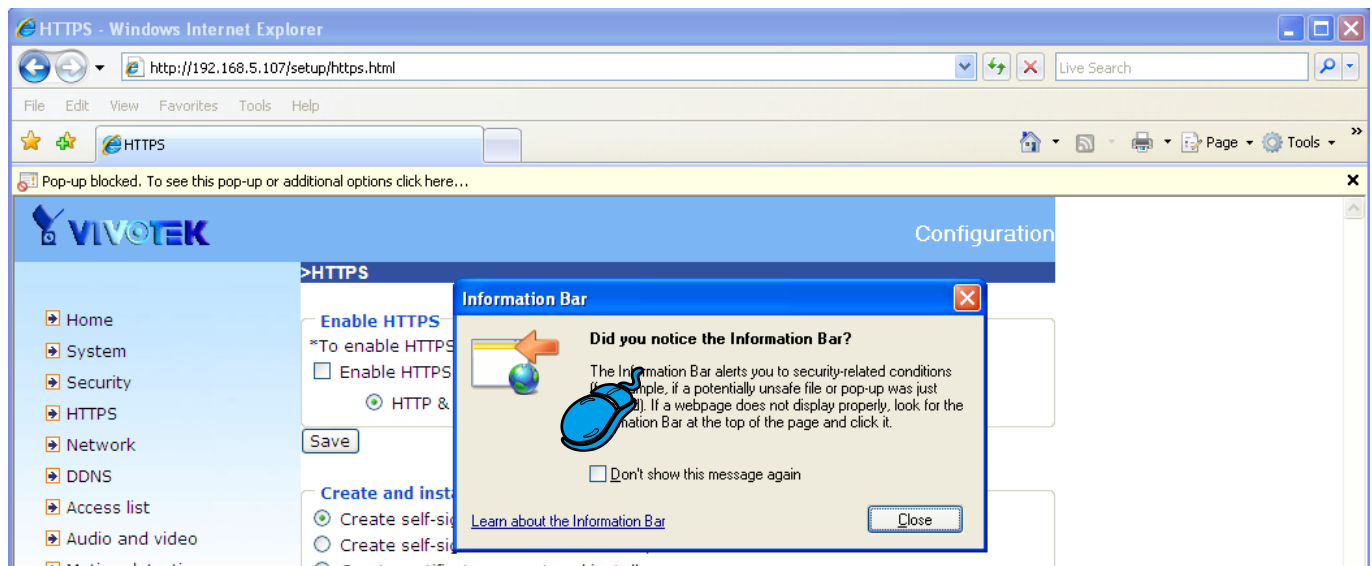 HTTPS - Windows Internet Explorer
http://192.168.5.107/setup/https.html
Live Search
File Edit View Favorites Tools Help
HTTPS
Page Tools »
Pop-up blocked. To see this pop-up or additional options click here...
VIVOTEK
Configuration
>HTTPS
Home
System
Security
HTTPS
Network
DDNS
Access list
Audio and video
Enable HTTPS
*To enable HTTPS
Enable HTTPS
HTTP &
Save
Create and insta
Create self-sig
Create self-sig
Information Bar
Did you notice the Information Bar?
The Information Bar alerts you to security-related conditions
if a potentially unsafe file or pop-up was just
If a webpage does not display properly, look for the
Bar at the top of the page and click it.
Don't show this message again
Learn about the Information Bar
Close